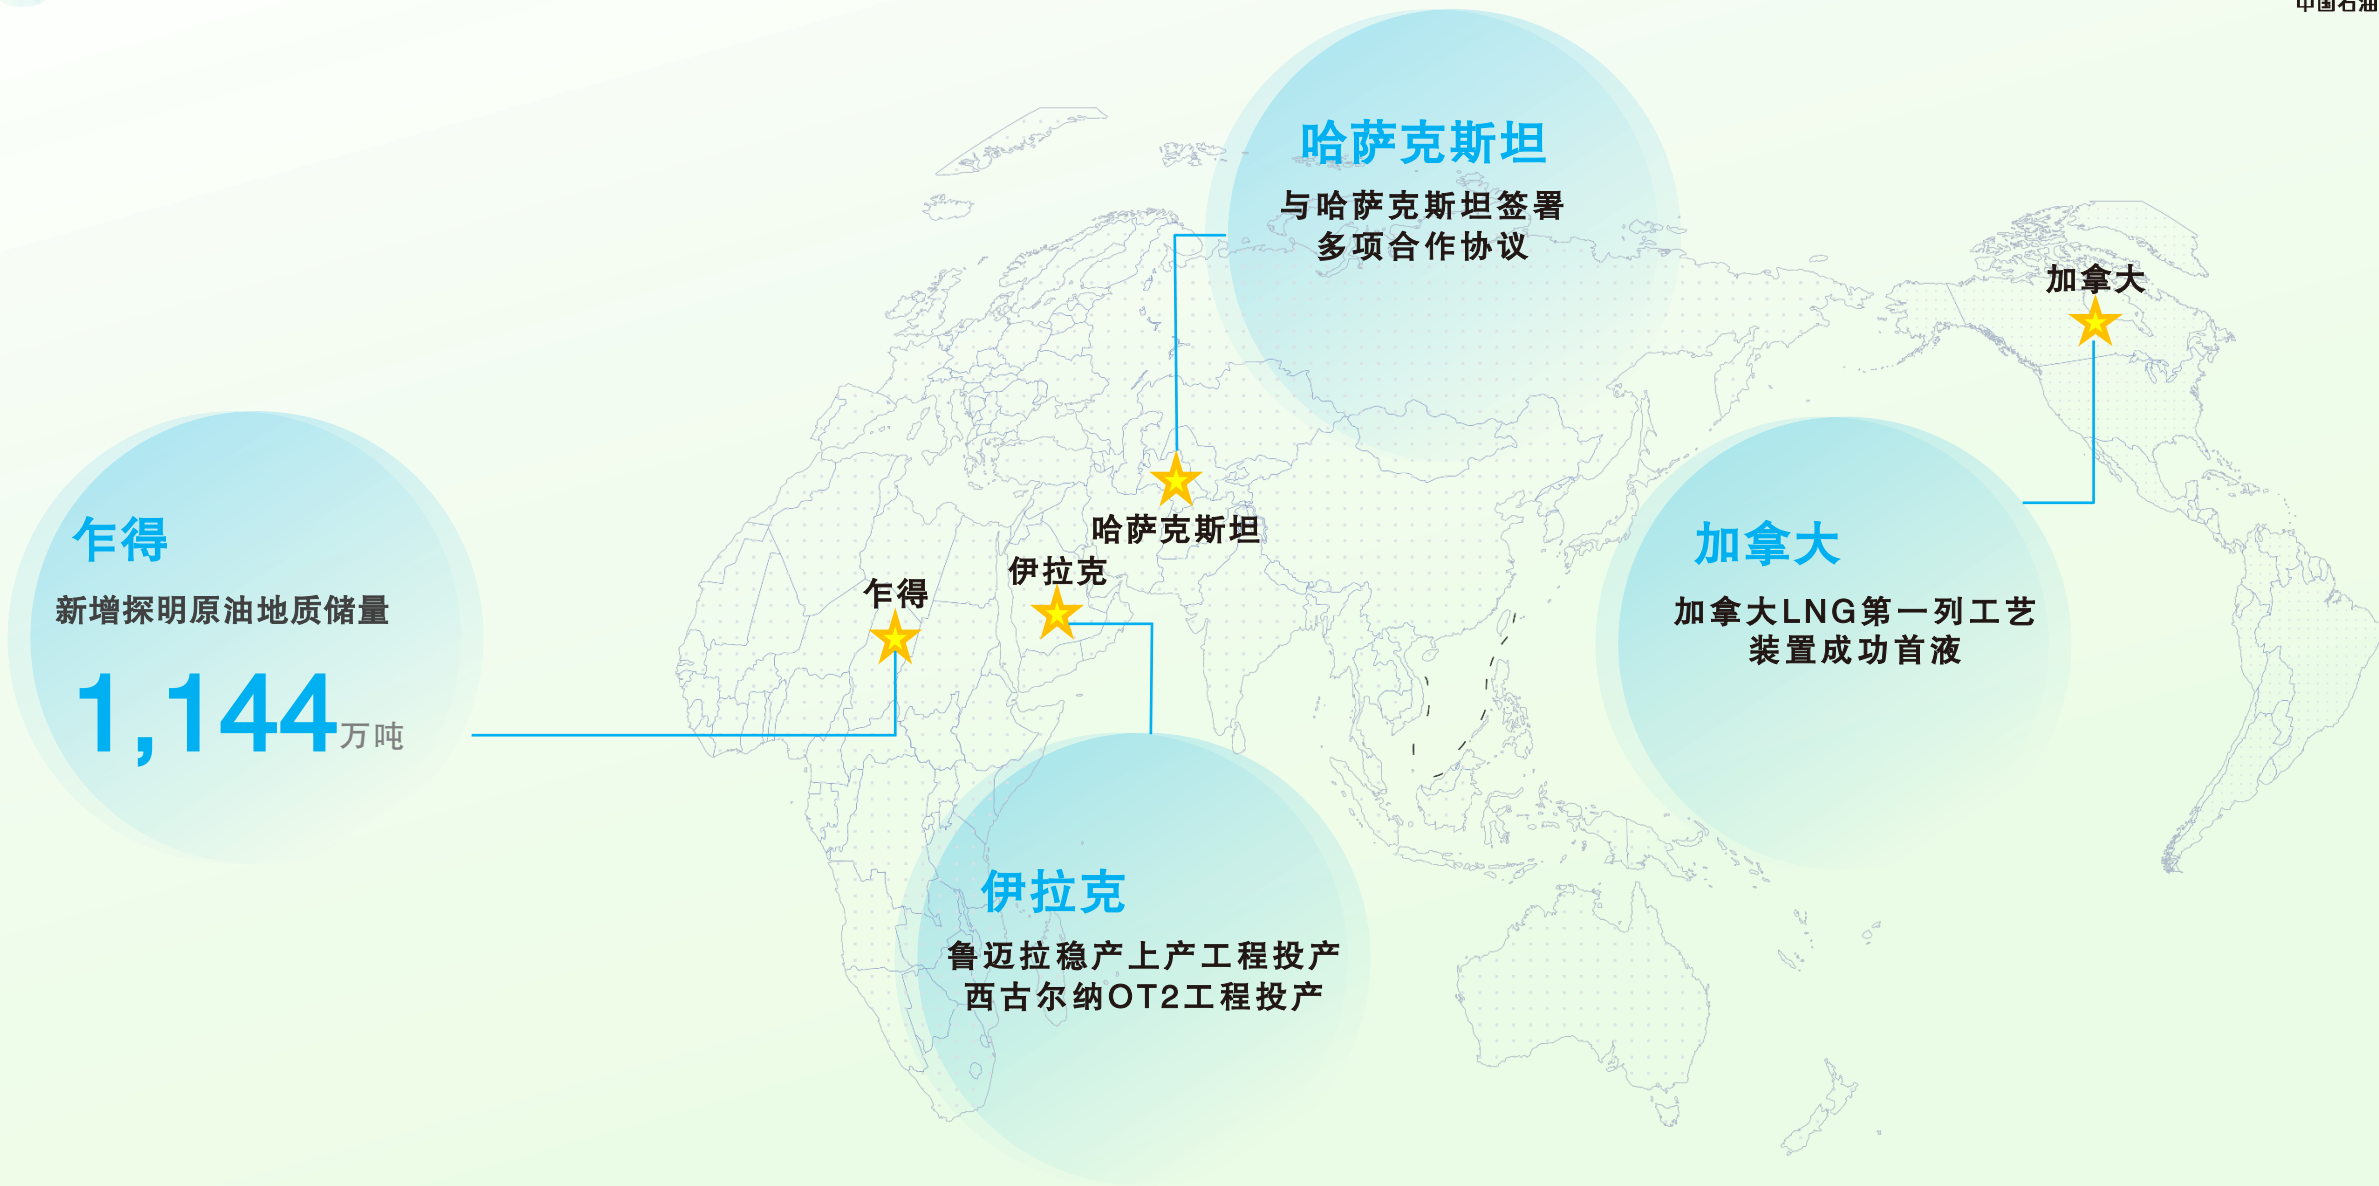 中国石油
哈萨克斯坦
与哈萨克斯坦签署
多项合作协议
加拿大
哈萨克斯坦
伊拉克
乍得
乍得
新增探明原油地质储量
1,144万吨
加拿大
加拿大LNG第一列工艺
装置成功首液
伊拉克
鲁迈拉稳产上产工程投产
西古尔纳OT2工程投产